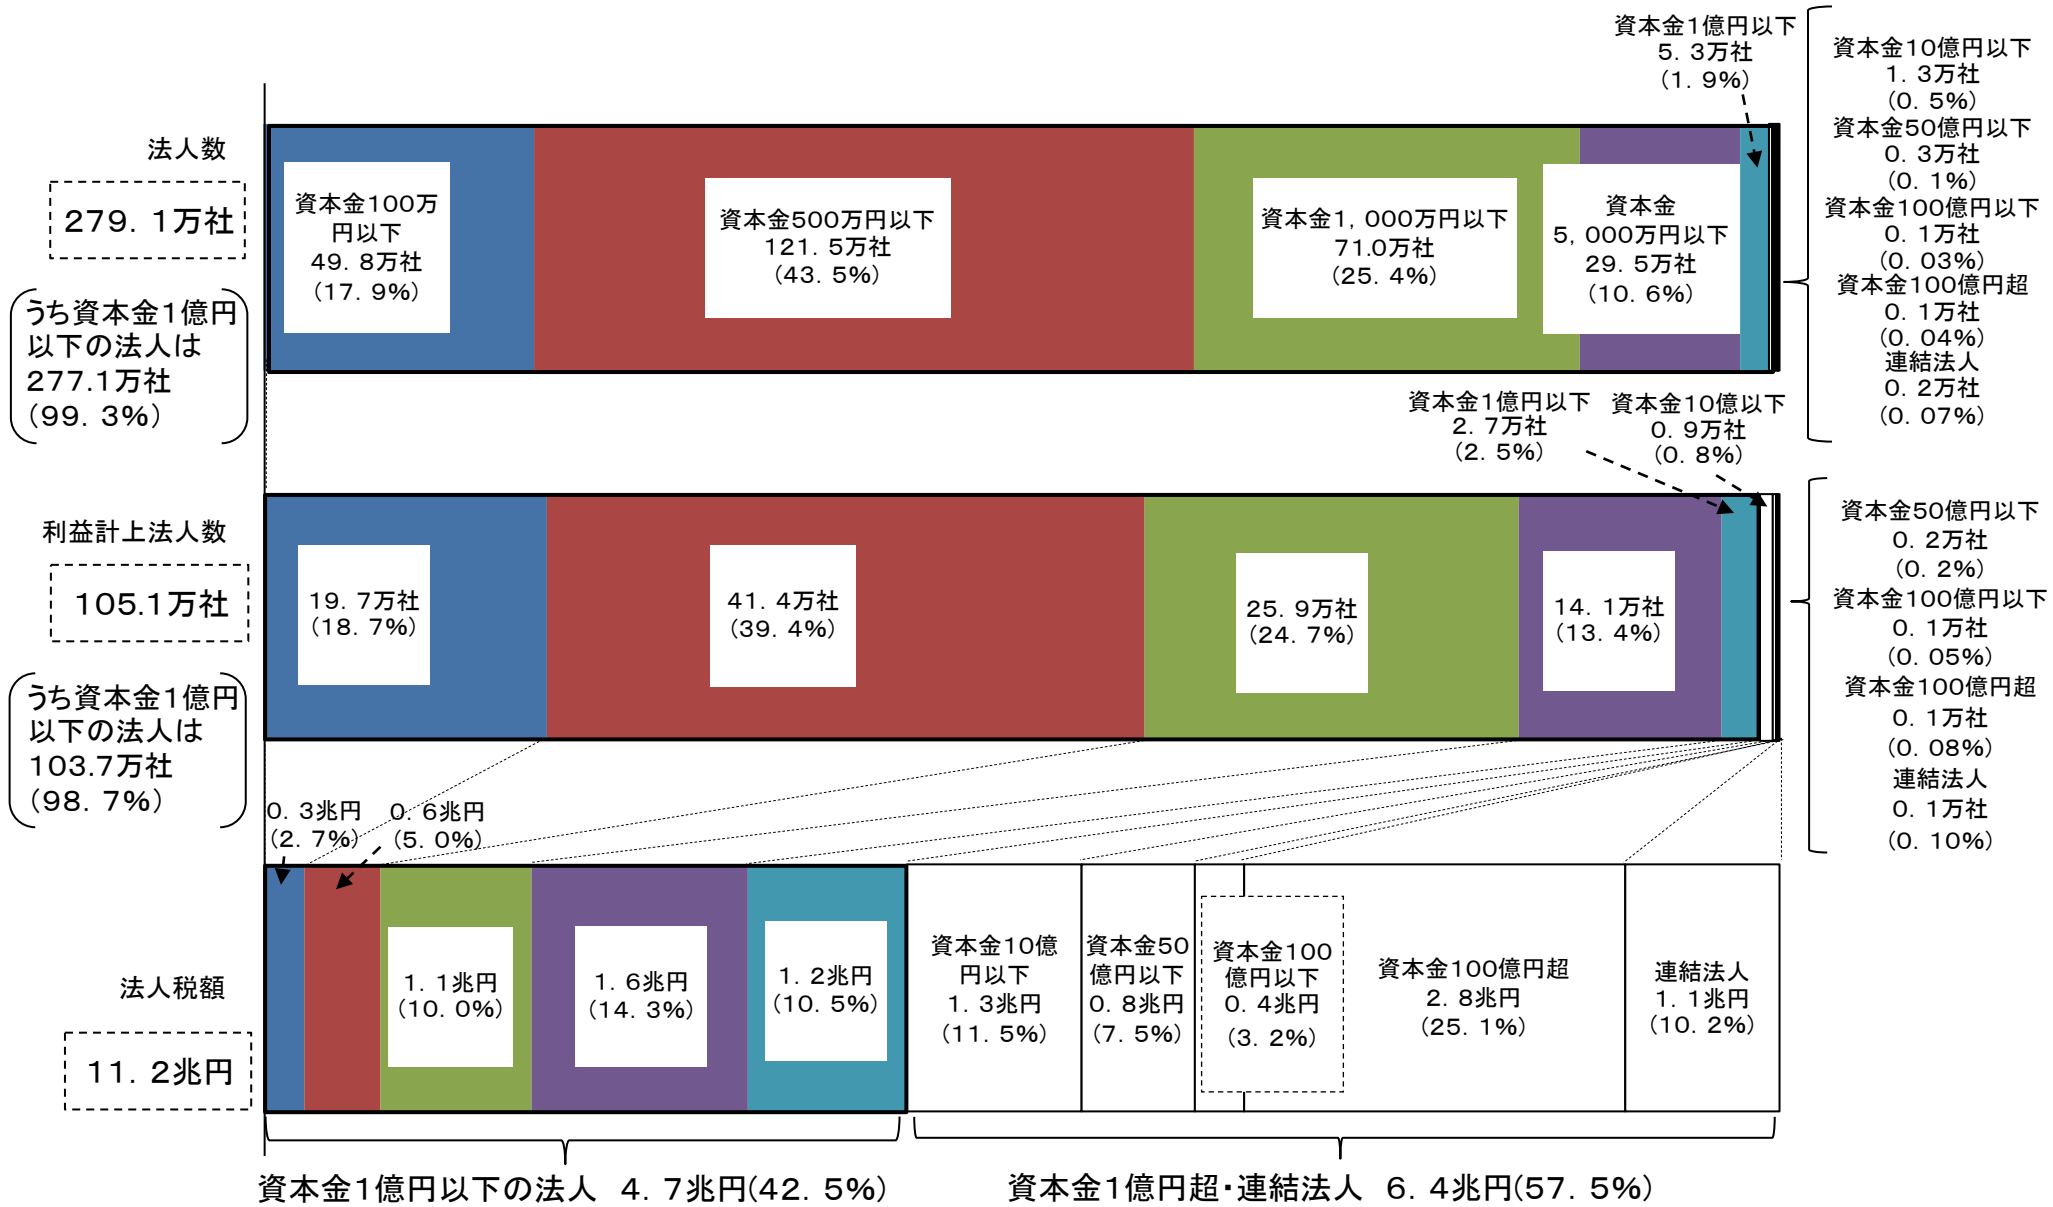 法人数
279．1万社
うち資本金1億円
以下の法人は
277.1万社
(99．3%)
資本金100万
円以下
49．8万社
(17．9%)
資本金500万円以下
121．5万社
(43．5%)
資本金1，000万円以下
71.0万社
(25．4%)
資本金
5，000万円以下
29．5万社
(10．6%)
資本金1億円以下
5．3万社
(1．9%)
資本金10億円以下
1．3万社
(0．5%)
資本金50億円以下
0．3万社
(0．1%)
資本金100億円以下
0．1万社
(0．03%)
資本金100億円超
0．1万社
(0．04%)
連結法人
0．2万社
(0．07%)
利益計上法人数
105.1万社
うち資本金1億円
以下の法人は
103.7万社
(98．7%)
19．7万社
(18．7%)
41．4万社
(39．4%)
25．9万社
(24．7%)
14．1万社
(13．4%)
資本金1億円以下
2．7万社
(2．5%)
資本金10億以下
0．9万社
(0．8%)
資本金50億円以下
0．2万社
(0．2%)
資本金100億円以下
0．1万社
(0．05%)
資本金100億円超
0．1万社
(0．08%)
連結法人
0．1万社
(0．10%)
法人税額
11．2兆円
0．3兆円
(2．7%)
0．6兆円
(5．0%)
1．1兆円
(10．0%)
1．6兆円
(14．3%)
1．2兆円
(10．5%)
資本金10億
円以下
1．3兆円
(11．5%)
資本金50
億円以下
0．8兆円
(7．5%)
資本金100
億円以下
0．4兆円
(3．2%)
資本金100億円超
2．8兆円
(25．1%)
連結法人
1．1兆円
(10．2%)
資本金1億円以下の法人　4．7兆円(42．5%)
資本金1億円超・連結法人　6．4兆円(57．5%)